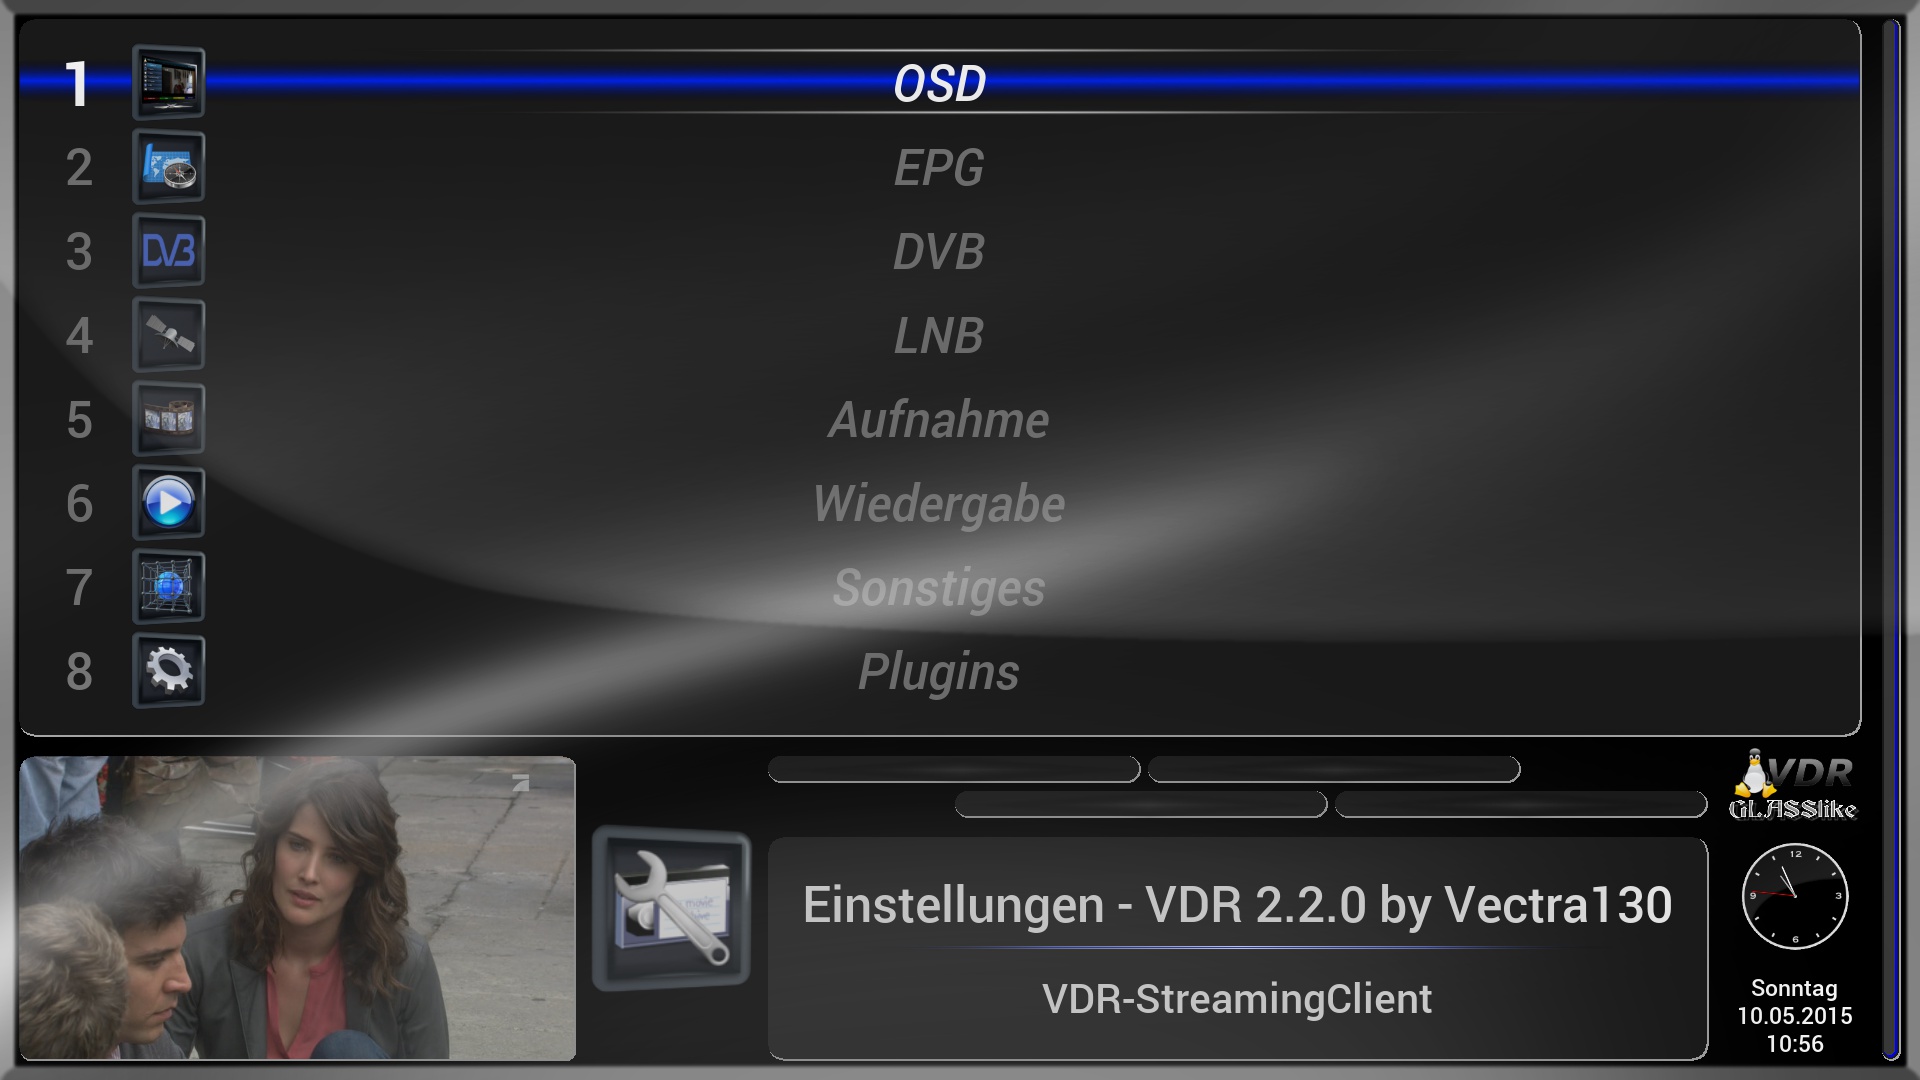 1 OSD
2 EPG
3 DVB DVB
4 LNB
5 Aufnahme
6 Wiedergabe
7 Sonstiges
8 Plugins
VDR
GLASSlike
movie
Einstellungen - VDR 2.2.0 by Vectra130
VDR-StreamingClient
12
9 3
6
Sonntag
10.05.2015
10:56